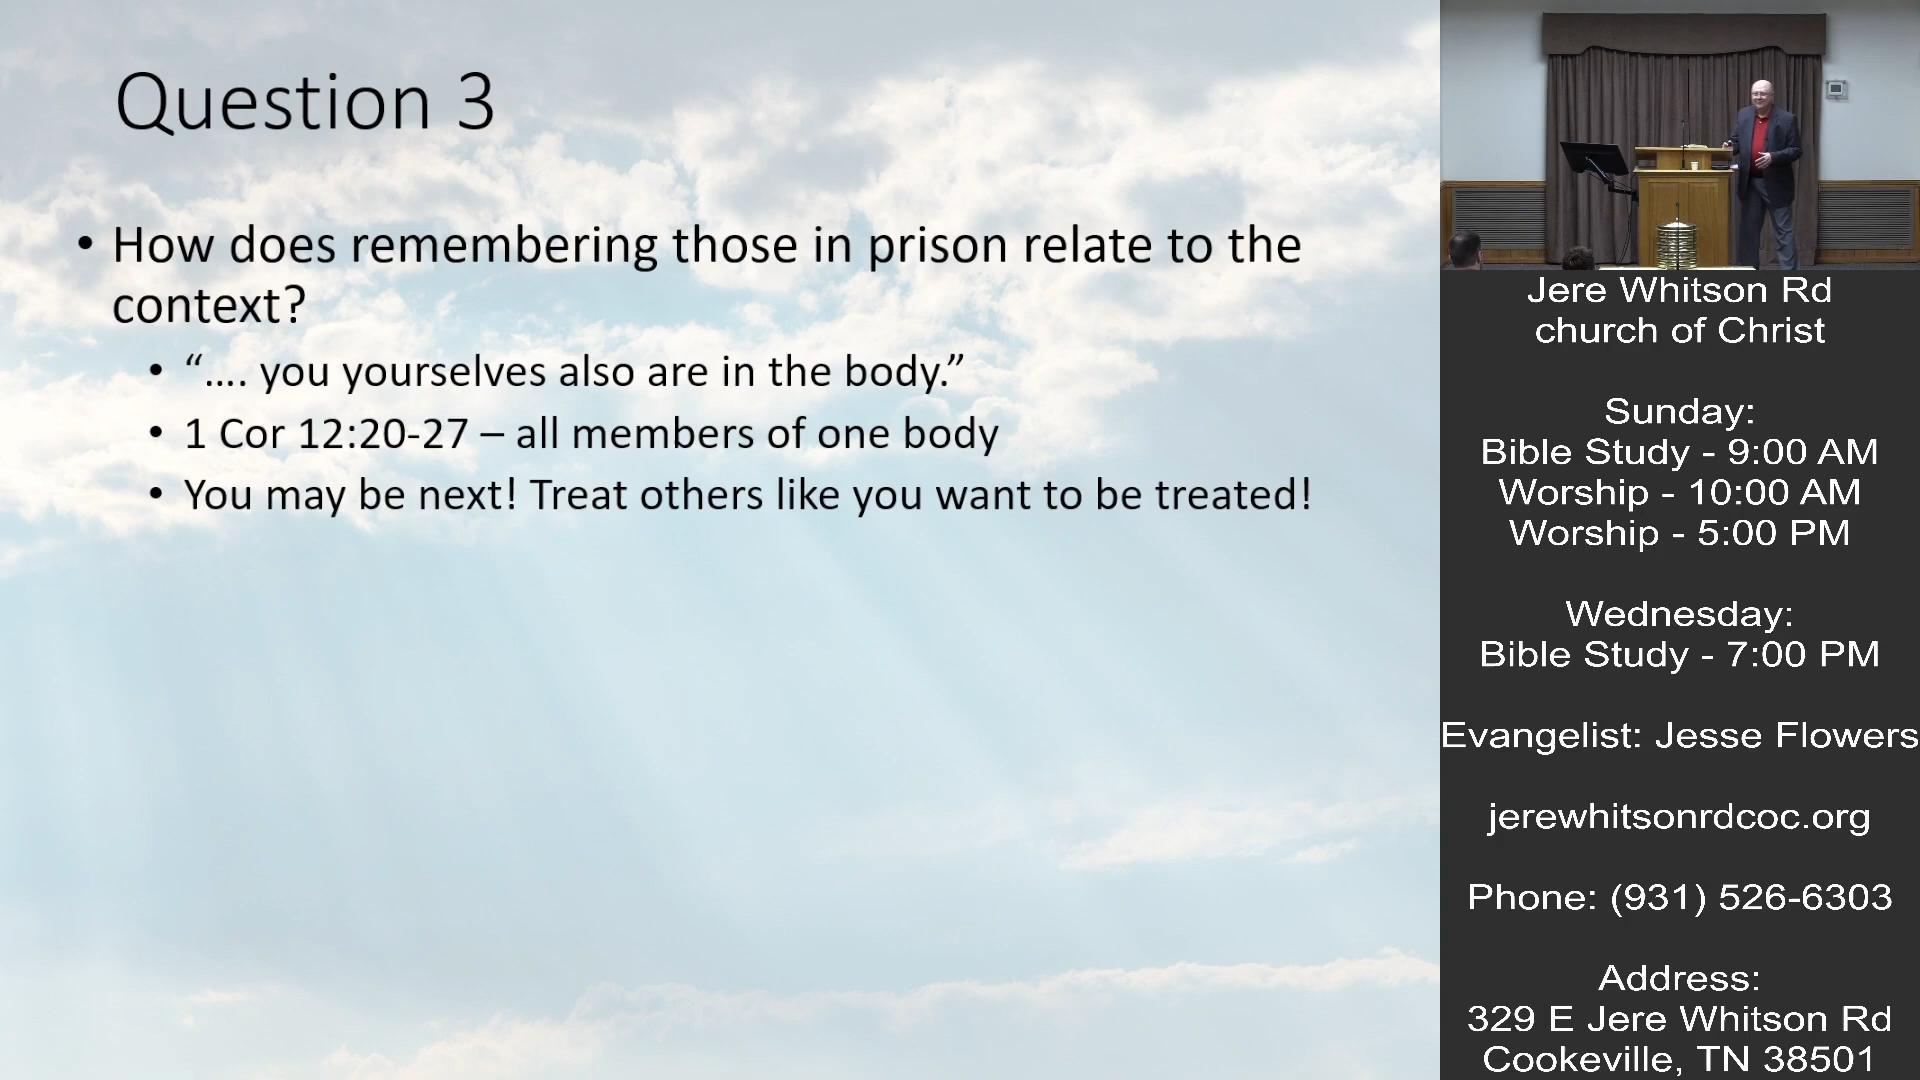 Question 3
• How does remembering those in prison relate to the
context?
• “.... you yourselves also are in the body.”
• 1 Cor 12:20-27 – all members of one body
• You may be next! Treat others like you want to be treated!
Jere Whitson Rd
church of Christ
Sunday:
Bible Study - 9:00 AM
Worship - 10:00 AM
Worship - 5:00 PM
Wednesday:
Bible Study - 7:00 PM
Evangelist: Jesse Flowers
jerewhitsonrdcoc.org
Phone: (931) 526-6303
Address:
329 E Jere Whitson Rd
Cookeville, TN 38501